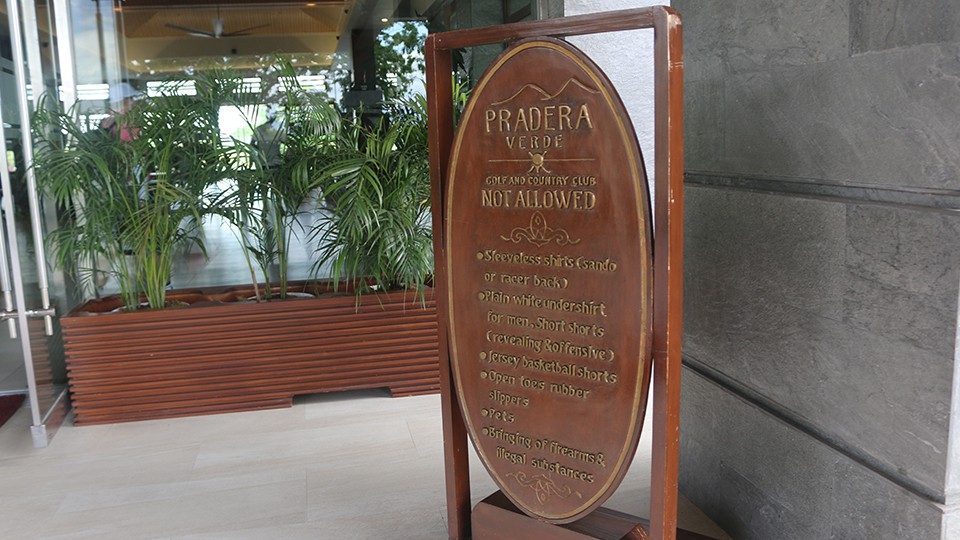 PRADERA
VERDE
GOLF AND COUNTRY CLUB
NOT ALLOWED
•Sleeveless shirts (sando
or racer back)
•Plain white undershirt
for men, Short shorts
(revealing & offensive)
•Jersey basketball shorts
•Open toes rubber
slippers
•Pets
•Bringing of firearms &
illegal substances